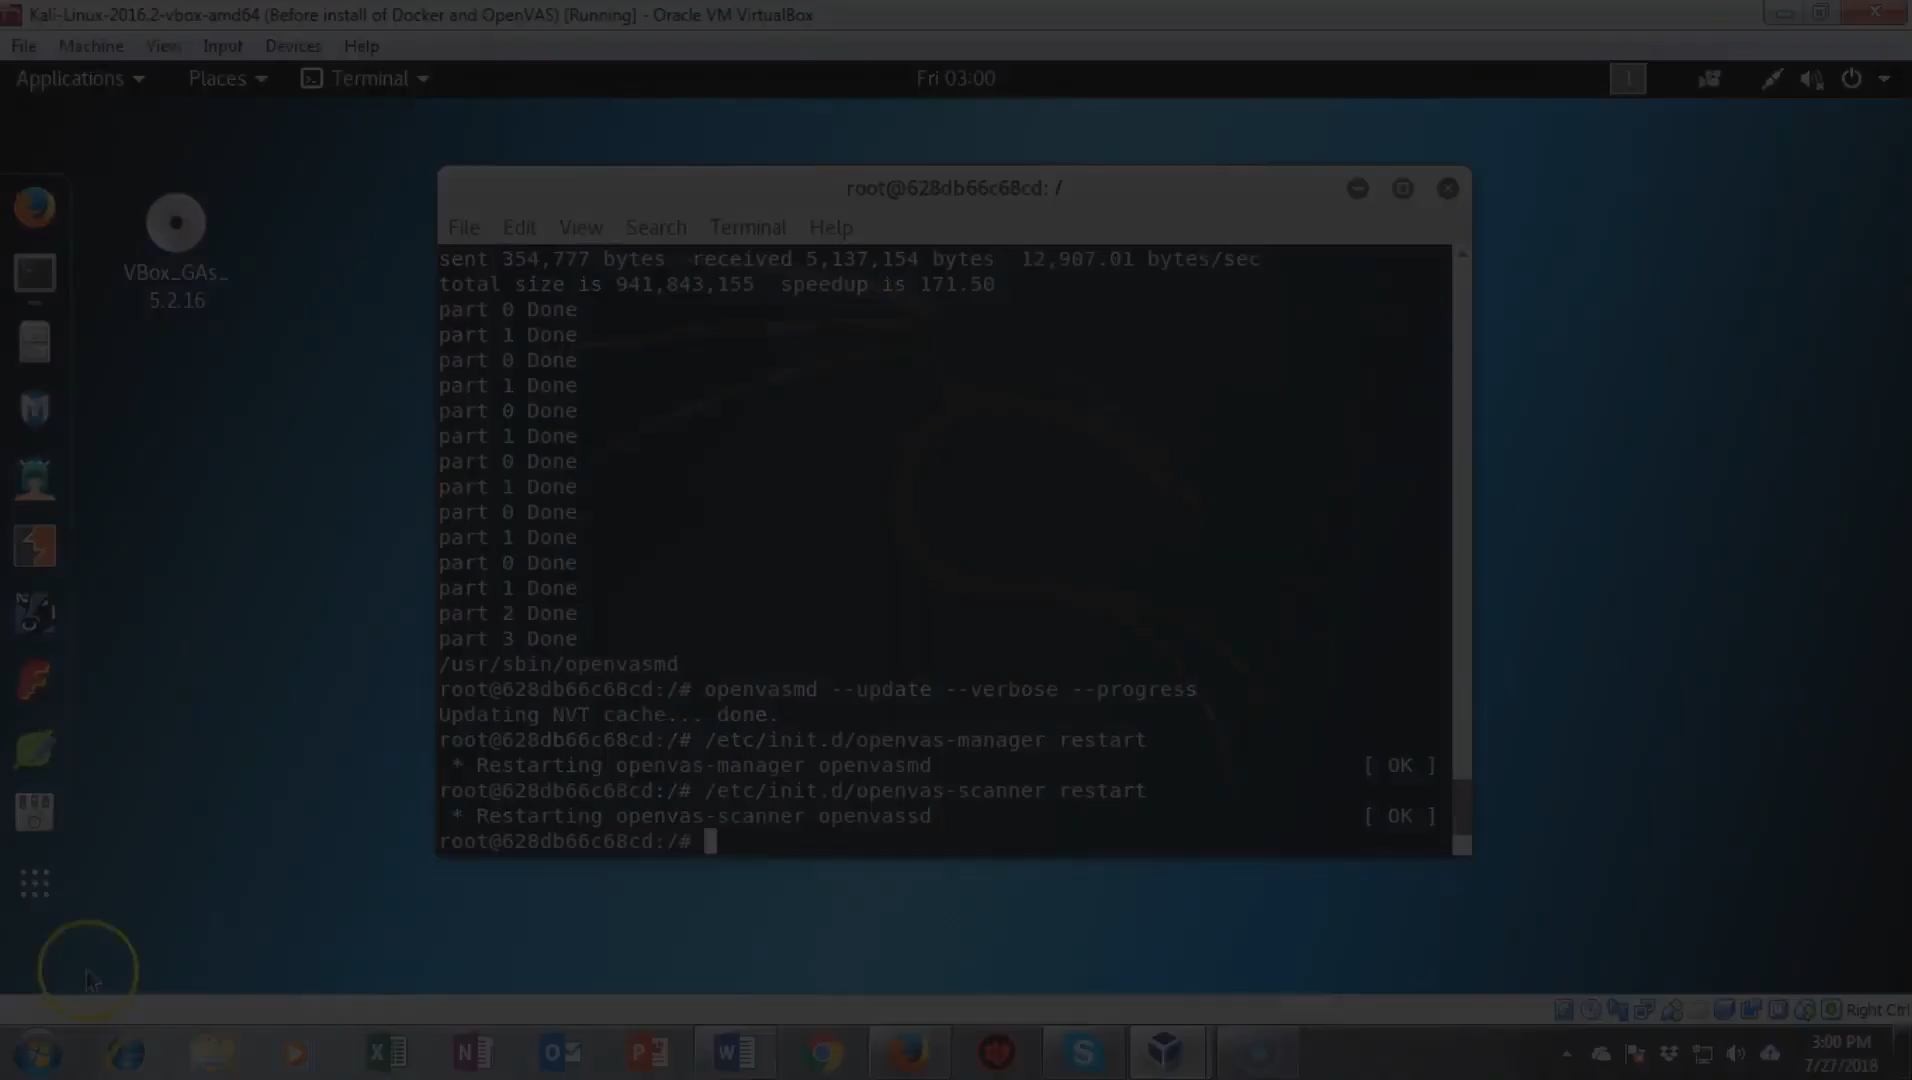 Kali-Linux-2016.2-vbox-amd64 (Before install of Docker and OpenVAS) [Running] - Oracle VM VirtualBox
File Machine View Input Devices Help
Applications Places Terminal Fri 03:00 1
VBox_GAs_
5.2.16
root@628db66c68cd: /
File Edit View Search Terminal Help
sent 354,777 bytes  received 5,137,154 bytes  12,907.01 bytes/sec
total size is 941,843,155  speedup is 171.50
part 0 Done
part 1 Done
part 0 Done
part 1 Done
part 0 Done
part 1 Done
part 0 Done
part 1 Done
part 0 Done
part 1 Done
part 0 Done
part 1 Done
part 2 Done
part 3 Done
/usr/sbin/openvasmd
root@628db66c68cd:/# openvasmd --update --verbose --progress
Updating NVT cache... done.
root@628db66c68cd:/# /etc/init.d/openvas-manager restart
 * Restarting openvas-manager openvasmd [ OK ]
root@628db66c68cd:/# /etc/init.d/openvas-scanner restart
 * Restarting openvas-scanner openvassd [ OK ]
root@628db66c68cd:/#
Right Ctrl
3:00 PM
7/27/2018